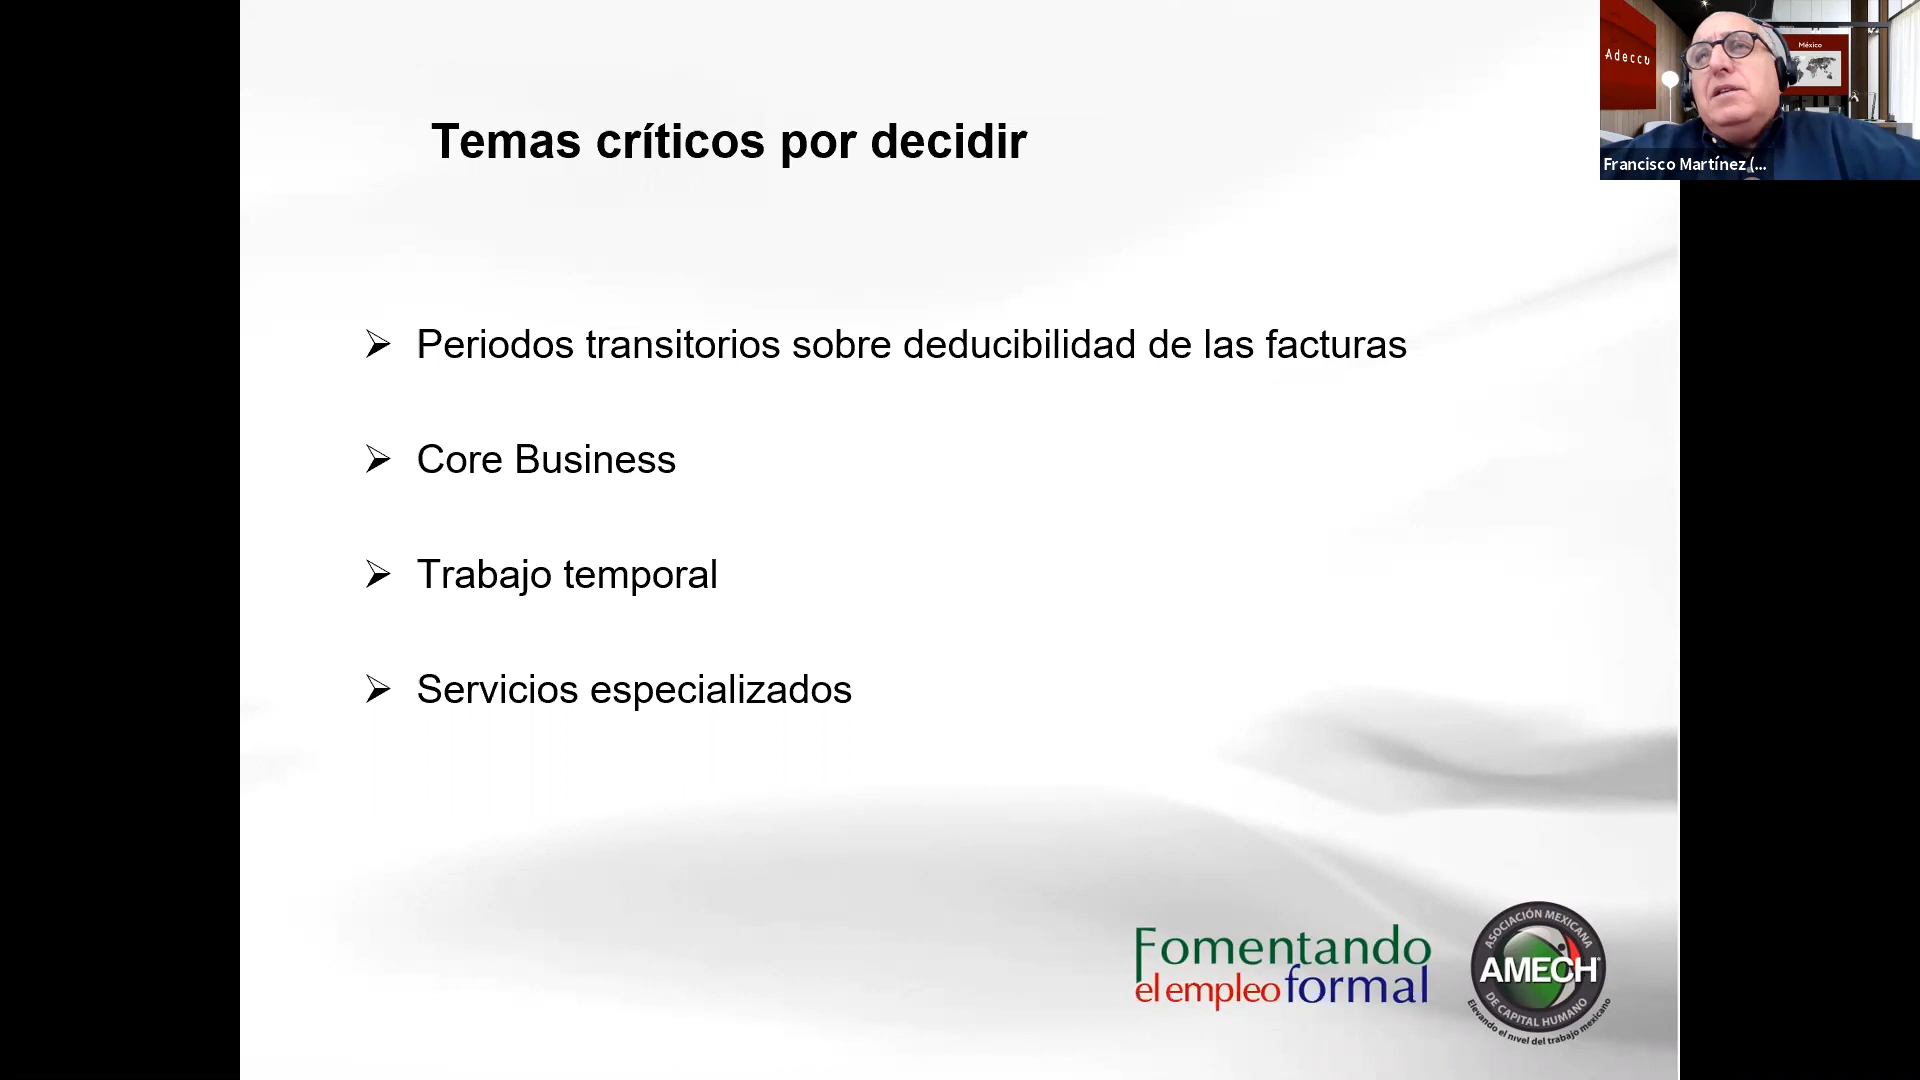 Temas críticos por decidir
Adecco
México
Francisco Martínez (...
Periodos transitorios sobre deducibilidad de las facturas
Core Business
Trabajo temporal
Servicios especializados
Fomentando
el empleo formal
ASOCIACIÓN MEXICANA
AMECH
DE CAPITAL HUMANO
Elevando el nivel del trabajo mexicano